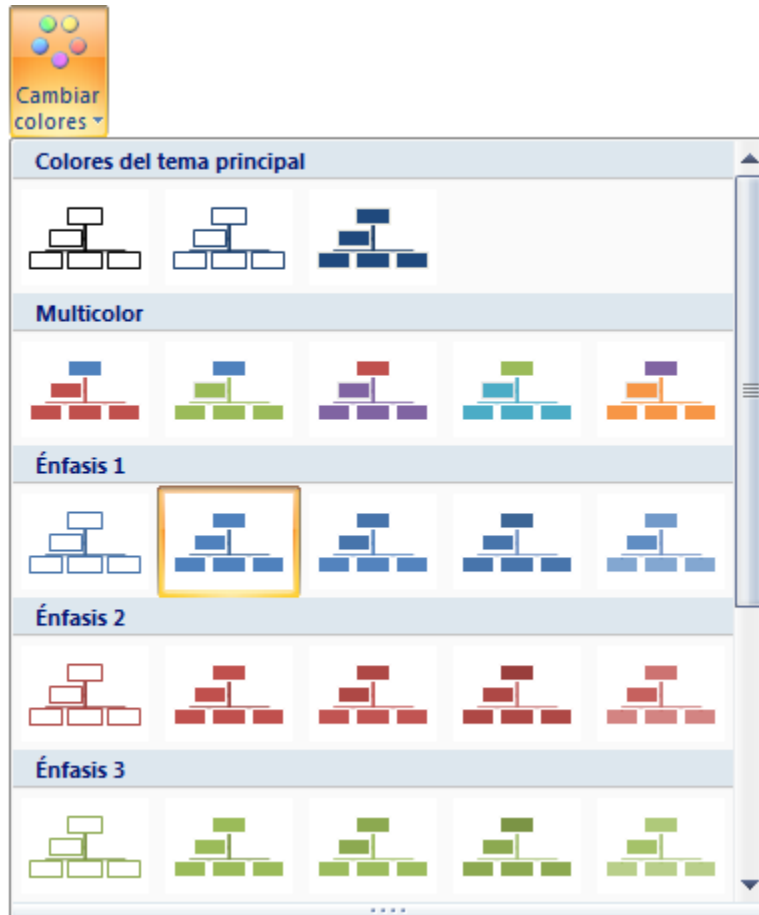 Cambiar
colores
Colores del tema principal
Multicolor
Énfasis 1
Énfasis 2
Énfasis 3